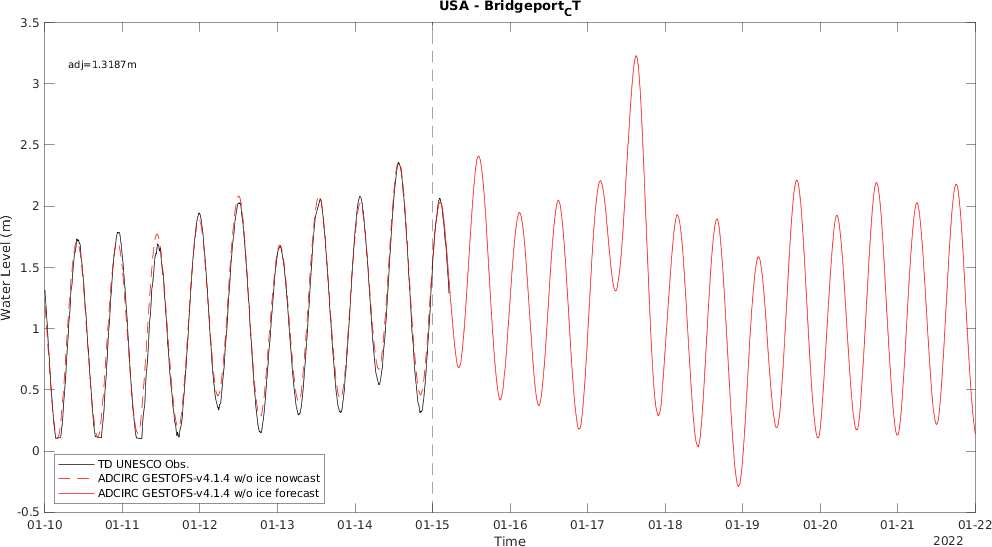 USA - Bridgeport_CT
3.5
adj=1.3187m
3
2.5
2
1.5
1
0.5
0
-0.5
Water Level (m)
TD UNESCO Obs.
ADCIRC GESTOFS-v4.1.4 w/o ice nowcast
ADCIRC GESTOFS-v4.1.4 w/o ice forecast
01-10 01-11 01-12 01-13 01-14 01-15 01-16 01-17 01-18 01-19 01-20 01-21 01-22
Time
2022